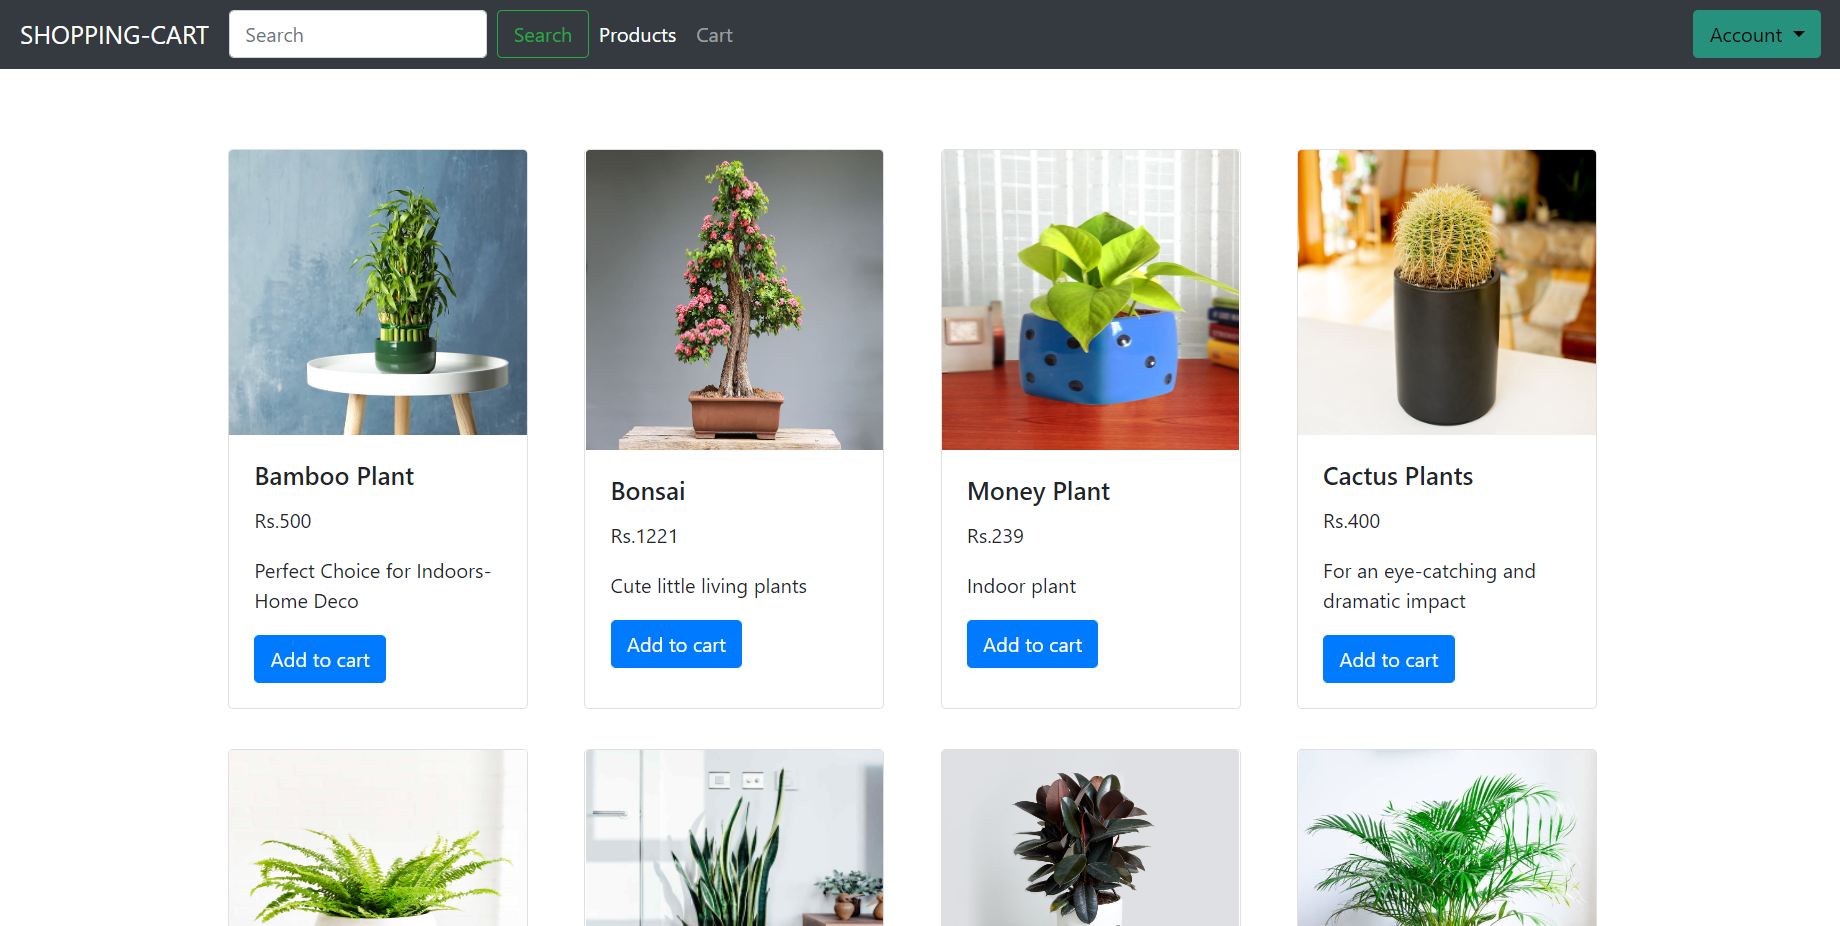 SHOPPING-CART Search Search Products Cart Account
Bamboo Plant
Rs.500
Perfect Choice for Indoors-
Home Deco
Add to cart
Bonsai
Rs.1221
Cute little living plants
Add to cart
Money Plant
Rs.239
Indoor plant
Add to cart
Cactus Plants
Rs.400
For an eye-catching and
dramatic impact
Add to cart